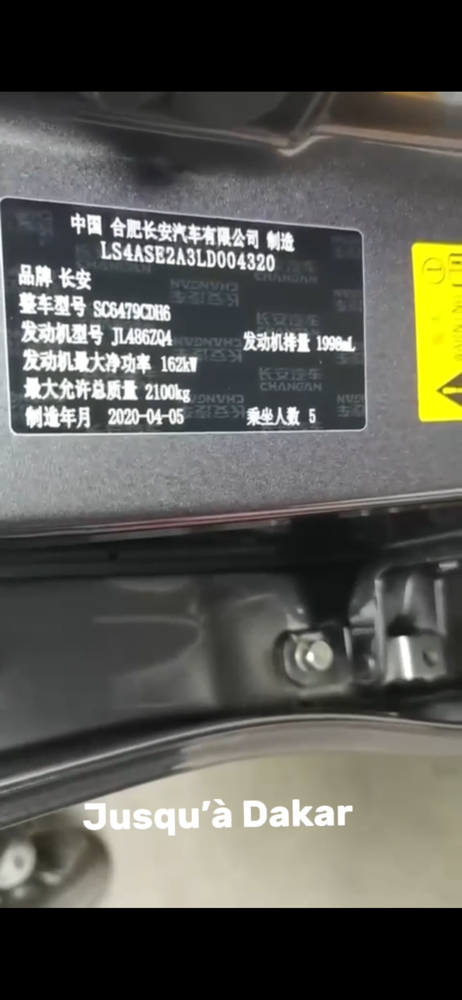 中国 合肥长安汽车有限公司 制造
LS4ASE2A3LD004320
品牌 长安
整车型号 SC6479CDH6
发动机型号 JL486ZQ4 发动机排量 1998mL
发动机最大净功率 162kW
最大允许总质量 2100kg
制造年月 2020-04-05 乘坐人数 5
Jusqu’à Dakar